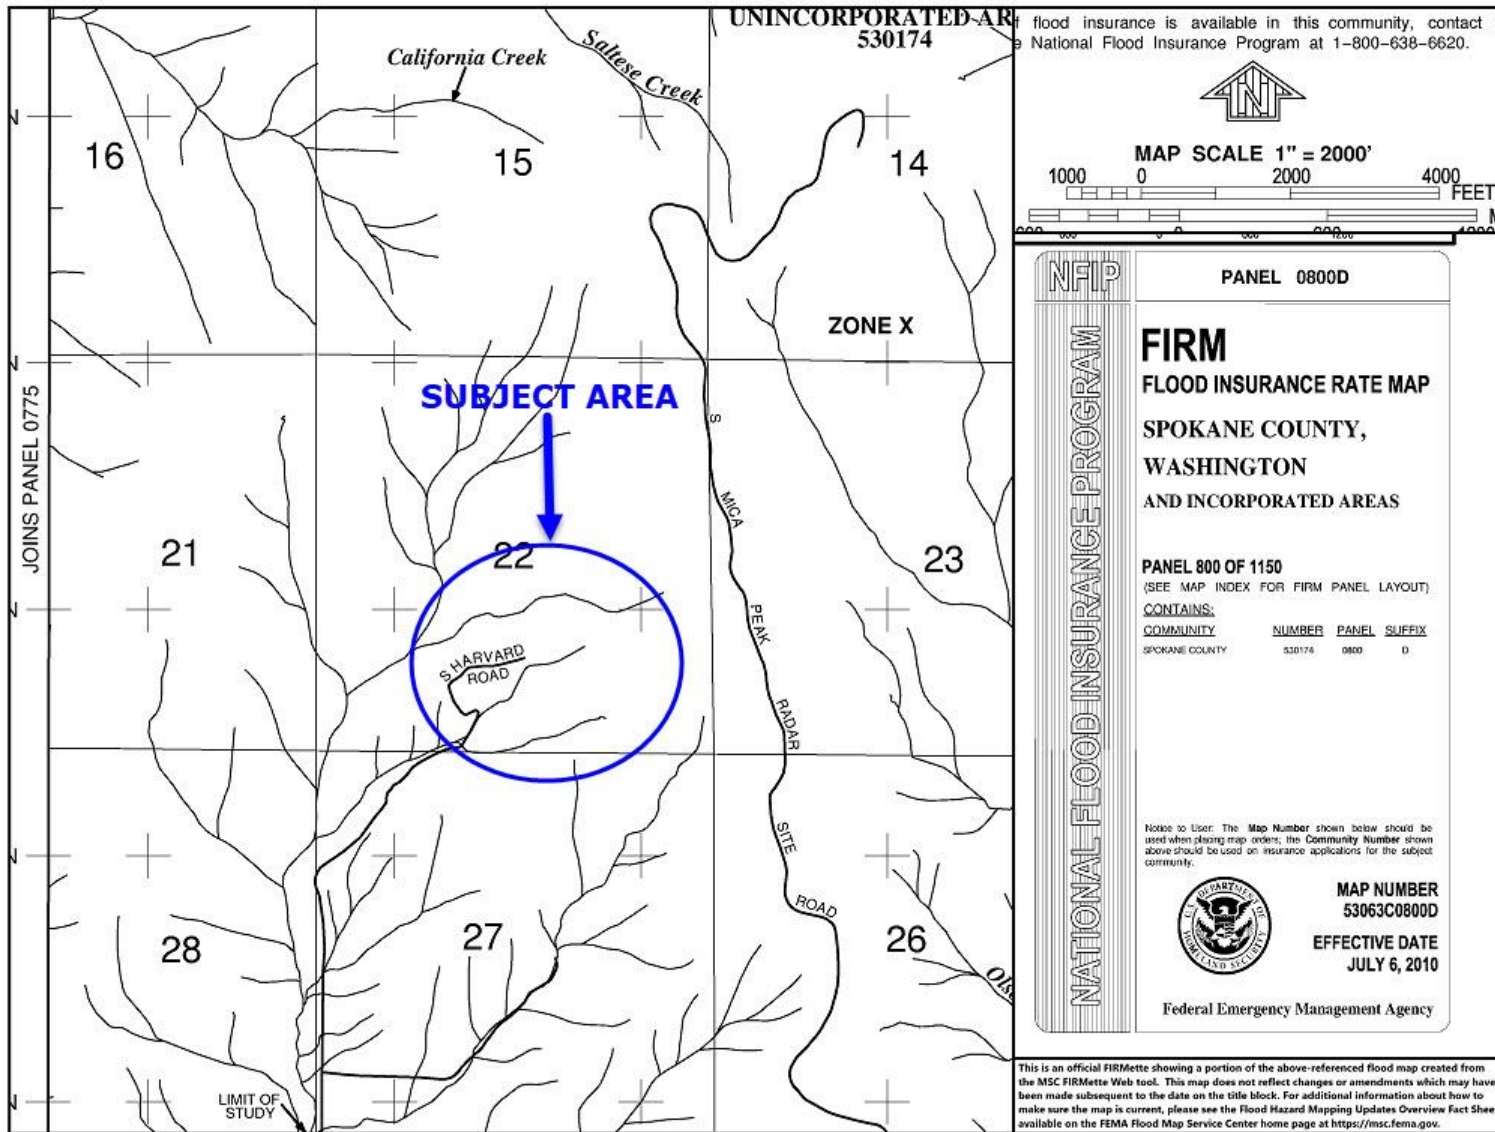 UNINCORPORATED AR
530174
California Creek
Saltese Creek
16
15
14
ZONE X
SUBJECT AREA
JOINS PANEL 0775
21
22
23
S HARVARD
ROAD
S MICA PEAK RADAR SITE ROAD
28
27
26
Ols
LIMIT OF
STUDY
flood insurance is available in this community, contact
National Flood Insurance Program at 1-800-638-6620.
N
MAP SCALE 1" = 2000'
1000 0 2000 4000
FEET
NFIP
PANEL 0800D
NATIONAL FLOOD INSURANCE PROGRAM
FIRM
FLOOD INSURANCE RATE MAP
SPOKANE COUNTY,
WASHINGTON
AND INCORPORATED AREAS
PANEL 800 OF 1150
(SEE MAP INDEX FOR FIRM PANEL LAYOUT)
CONTAINS:
COMMUNITY NUMBER PANEL SUFFIX
SPOKANE COUNTY 530174 0800 D
Notice to User: The Map Number shown below should be
used when placing map orders; the Community Number shown
above should be used on insurance applications for the subject
community.
U.S. DEPARTMENT OF
HOMELAND SECURITY
MAP NUMBER
53063C0800D
EFFECTIVE DATE
JULY 6, 2010
Federal Emergency Management Agency
This is an official FIRMette showing a portion of the above-referenced flood map created from
the MSC FIRMette Web tool. This map does not reflect changes or amendments which may have
been made subsequent to the date on the title block. For additional information about how to
make sure the map is current, please see the Flood Hazard Mapping Updates Overview Fact Shee
available on the FEMA Flood Map Service Center home page at https://msc.fema.gov.